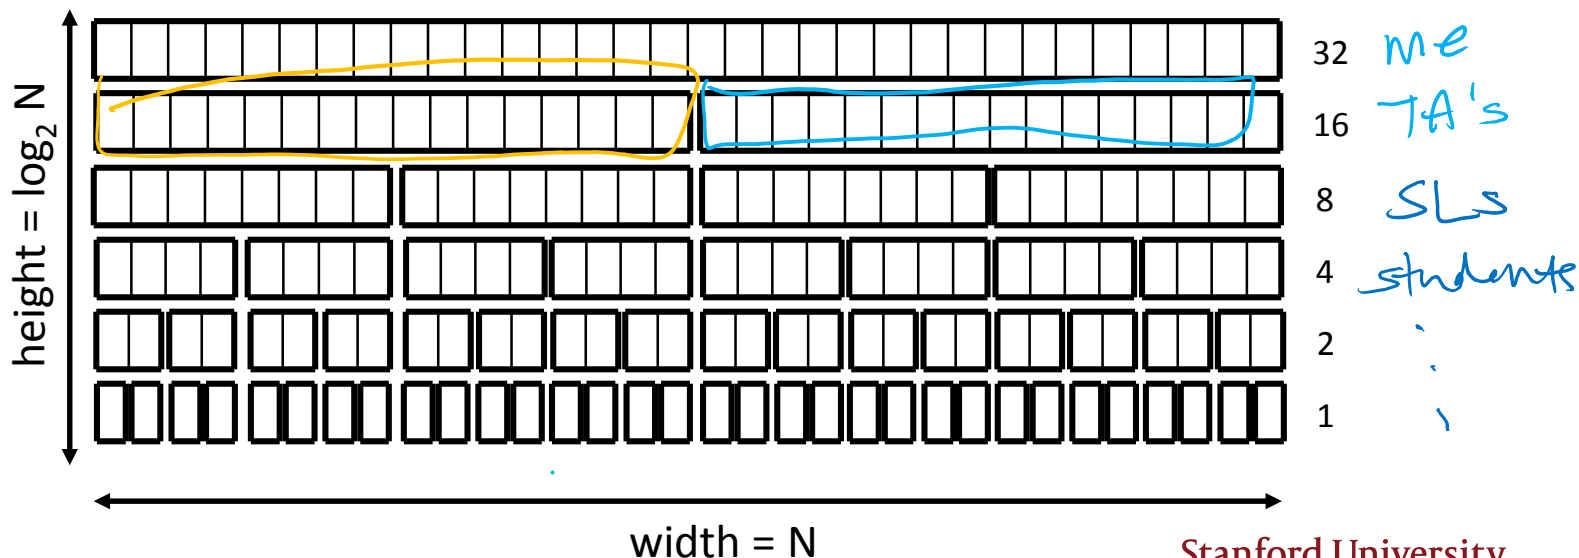 32 me
16 TA's
8 SLs
4 students
2
1
height = log₂ N
width = N
Stanford University